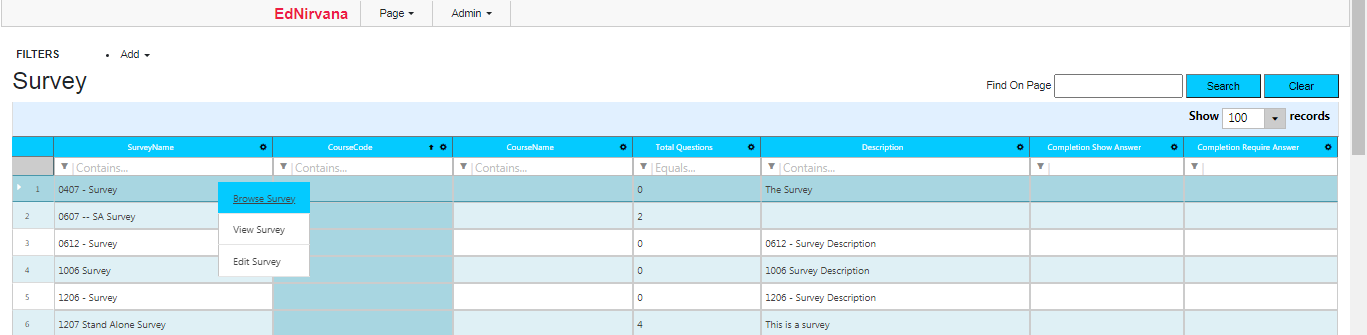 EdNirvana Page Admin
FILTERS • Add
Survey
Find On Page Search Clear
Show 100 records
SurveyName CourseCode CourseName Total Questions Description Completion Show Answer Completion Require Answer
Contains... Contains... Contains... Equals... Contains...
1 0407 - Survey 0 The Survey
Browse Survey
2 0607 -- SA Survey 2
View Survey
3 0612 - Survey 0 0612 - Survey Description
Edit Survey
4 1006 Survey 0 1006 Survey Description
5 1206 - Survey 0 1206 - Survey Description
6 1207 Stand Alone Survey 4 This is a survey